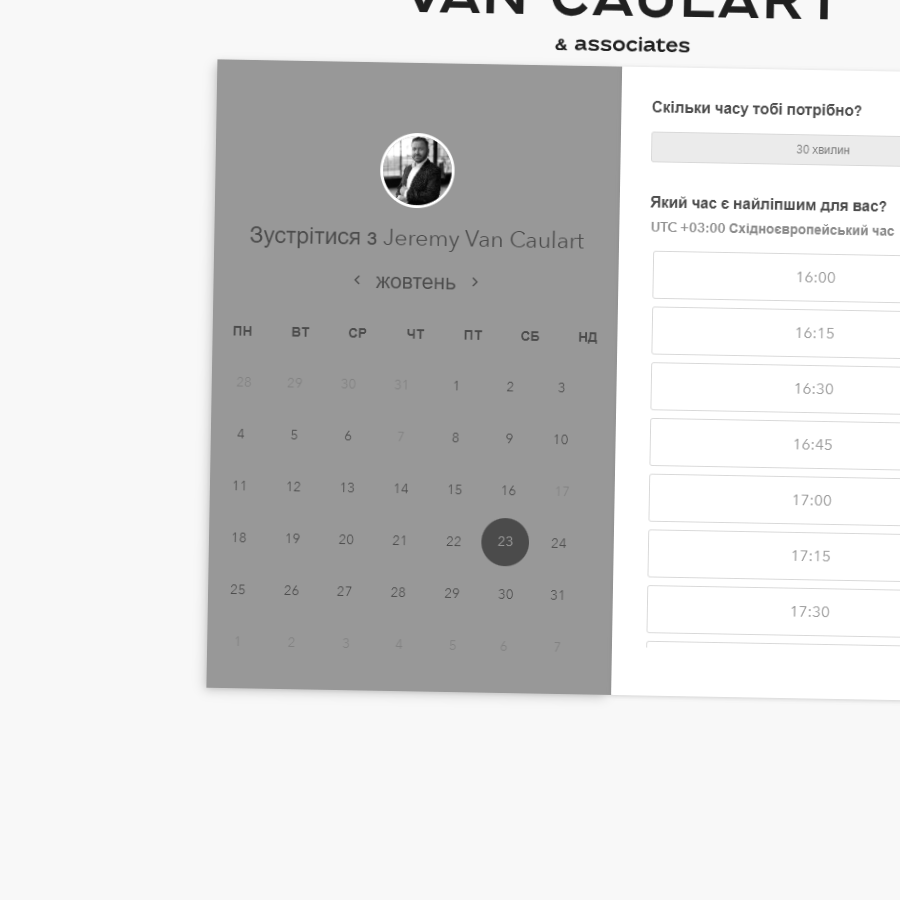 VAN CAULART
& associates
Зустрітися з Jeremy Van Caulart
жовтень
ПН ВТ СР ЧТ ПТ СБ НД
28 29 30 31 1 2 3
4 5 6 7 8 9 10
11 12 13 14 15 16 17
18 19 20 21 22 23 24
25 26 27 28 29 30 31
1 2 3 4 5 6 7
Скільки часу тобі потрібно?
30 хвилин
Який час є найліпшим для вас?
UTC +03:00 Східноєвропейський час
16:00
16:15
16:30
16:45
17:00
17:15
17:30